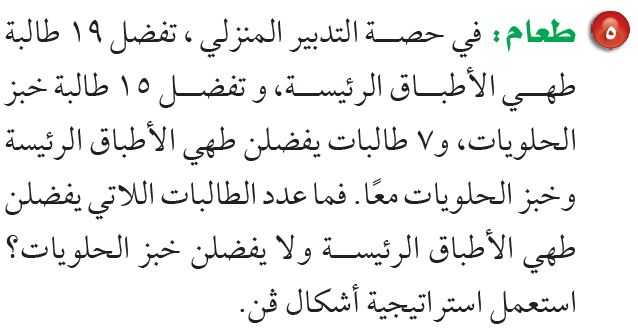 ٥ طعام: في حصة التدبير المنزلي، تفضل ١٩ طالبة
طهي الأطباق الرئيسة، و تفضل ١٥ طالبة خبز
الحلويات، و٧ طالبات يفضلن طهي الأطباق الرئيسة
وخبز الحلويات معًا. فما عدد الطالبات اللاتي يفضلن
طهي الأطباق الرئيسة ولا يفضلن خبز الحلويات؟
استعمل استراتيجية أشكال ڤن.